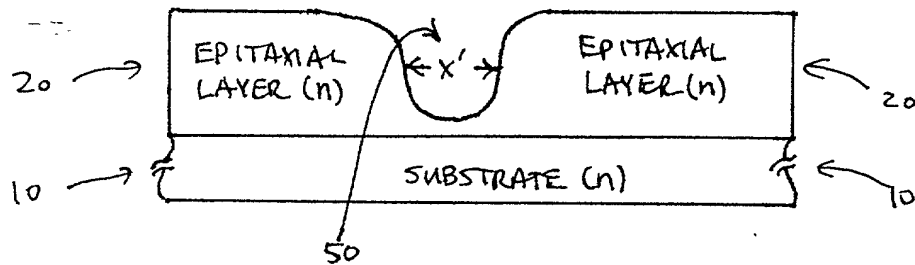 EPITAXIAL
LAYER (n)
EPITAXIAL
LAYER (n)
X'
20
20
SUBSTRATE (n)
10
10
50